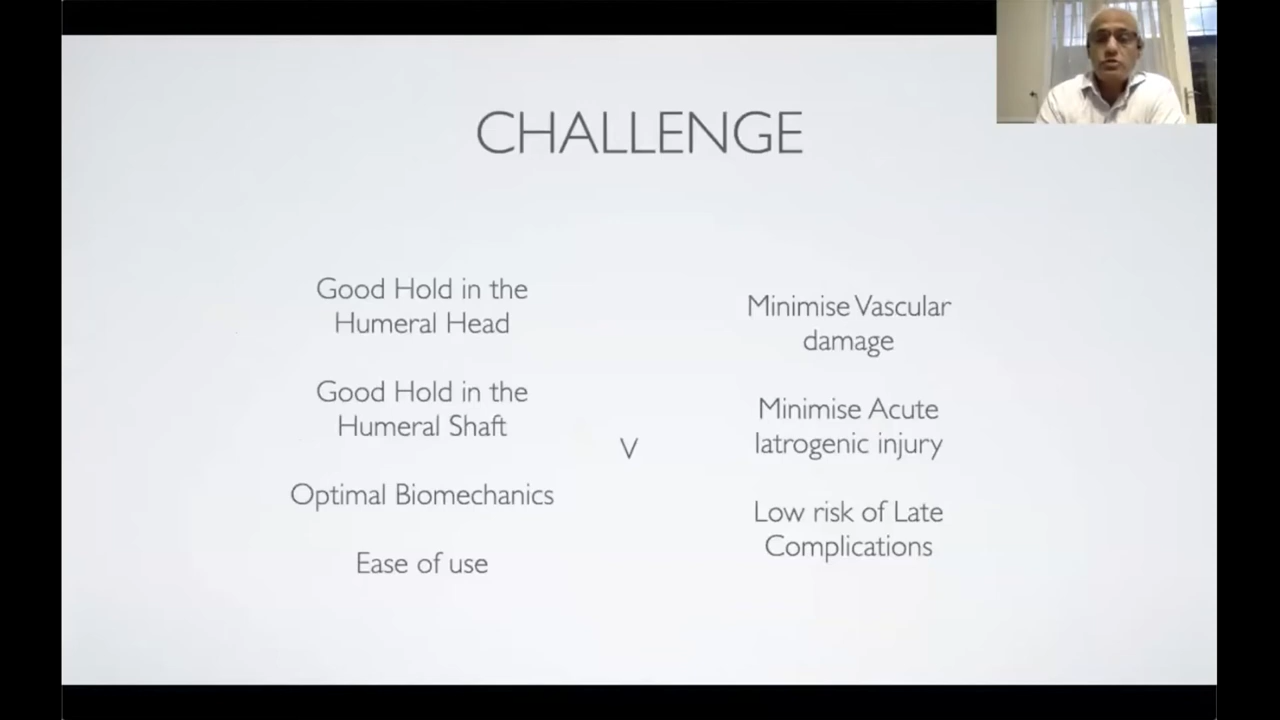 CHALLENGE
Good Hold in the
Humeral Head
Good Hold in the
Humeral Shaft
Optimal Biomechanics
Ease of use
V
Minimise Vascular
damage
Minimise Acute
Iatrogenic injury
Low risk of Late
Complications